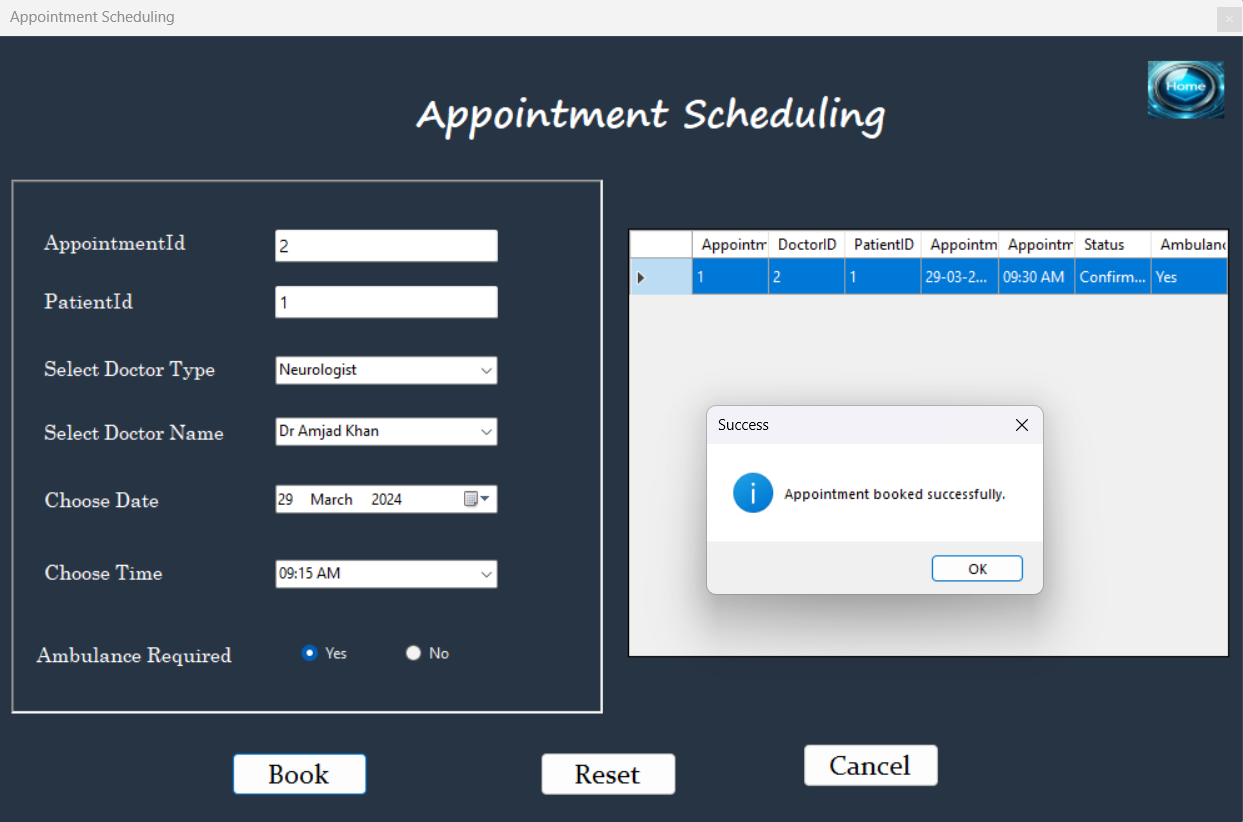 Appointment Scheduling
Home
Appointment Scheduling
AppointmentId 2
PatientId 1
Select Doctor Type Neurologist
Select Doctor Name Dr Amjad Khan
Choose Date 29 March 2024
Choose Time 09:15 AM
Ambulance Required Yes No
Appointm DoctorID PatientID Appointm Appointm Status Ambulanc
1 2 1 29-03-2... 09:30 AM Confirm... Yes
Success
i Appointment booked successfully.
OK
Book Reset Cancel